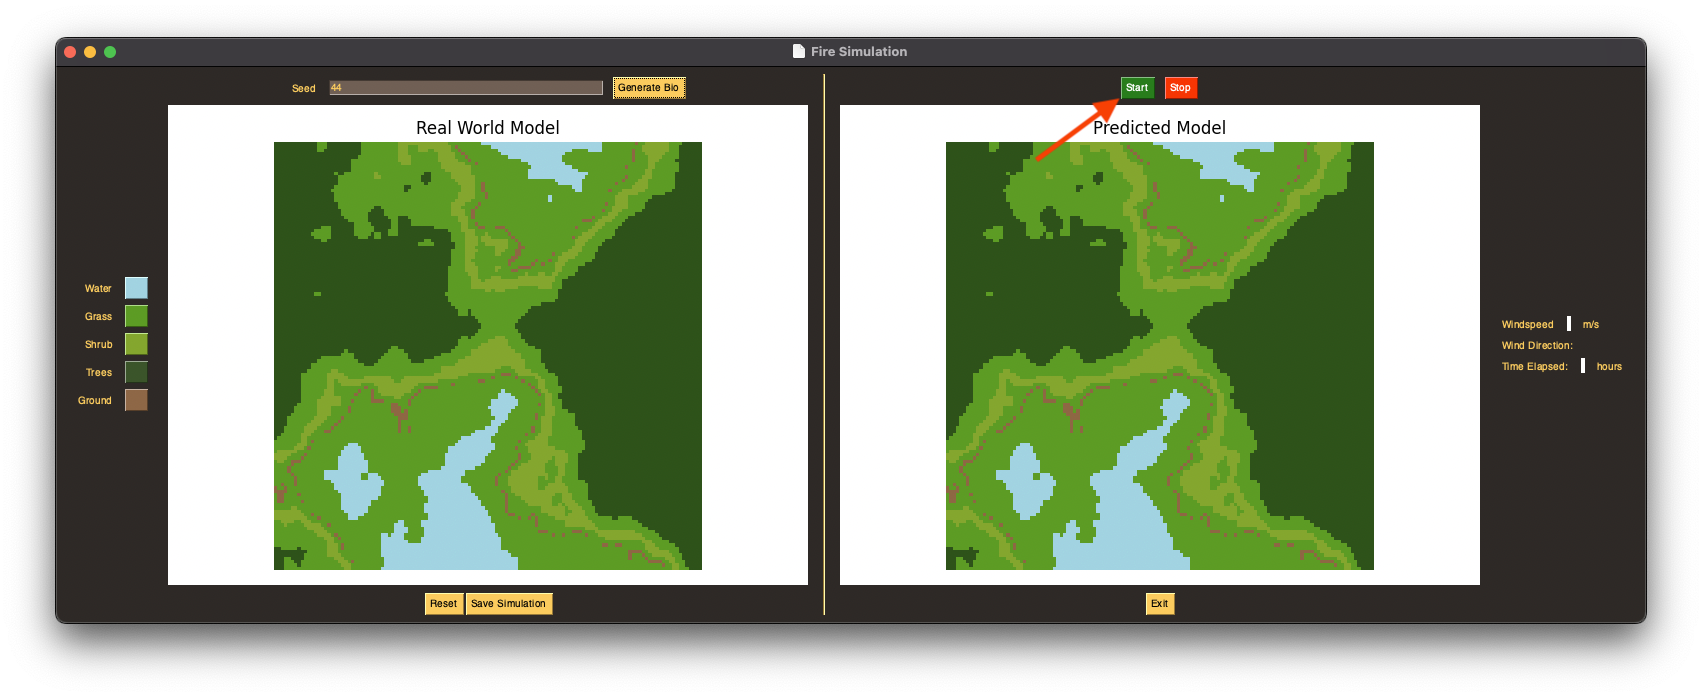 Fire Simulation
Seed 44 Generate Bio
Start Stop
Real World Model
Predicted Model
Water
Grass
Shrub
Trees
Ground
Windspeed m/s
Wind Direction:
Time Elapsed: hours
Reset Save Simulation
Exit